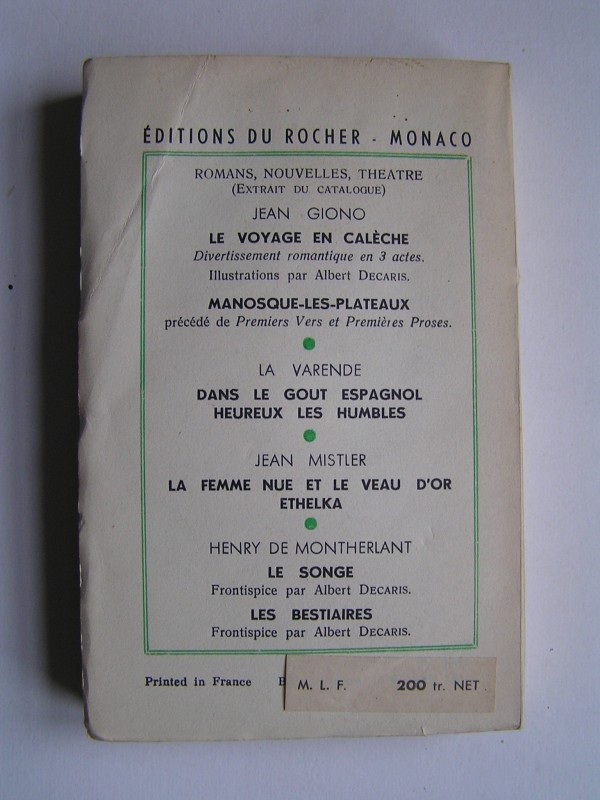 ÉDITIONS DU ROCHER - MONACO
ROMANS, NOUVELLES, THEATRE
(EXTRAIT DU CATALOGUE)
JEAN GIONO
LE VOYAGE EN CALÈCHE
Divertissement romantique en 3 actes.
Illustrations par Albert DECARIS.
MANOSQUE-LES-PLATEAUX
précédé de Premiers Vers et Premières Proses.
LA VARENDE
DANS LE GOUT ESPAGNOL
HEUREUX LES HUMBLES
JEAN MISTLER
LA FEMME NUE ET LE VEAU D'OR
ETHELKA
HENRY DE MONTHERLANT
LE SONGE
Frontispice par Albert DECARIS.
LES BESTIAIRES
Frontispice par Albert DECARIS.
Printed in France
M. L. F. 200 fr. NET